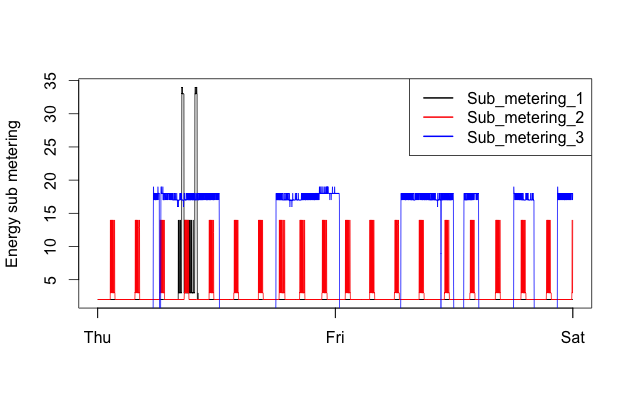 Energy sub metering
35
30
25
20
15
10
5
Sub_metering_1
Sub_metering_2
Sub_metering_3
Thu Fri Sat